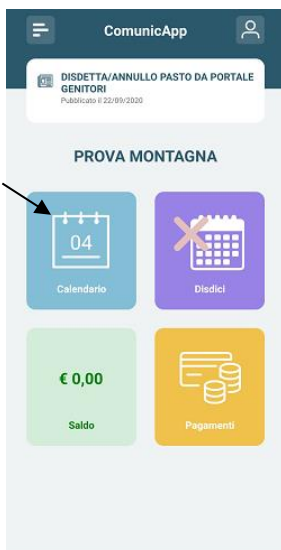 ComunicApp
DISDETTA/ANNULLO PASTO DA PORTALE
GENITORI
Pubblicato il 22/09/2020
PROVA MONTAGNA
04
Calendario
Disdici
€ 0,00
Saldo
Pagamenti